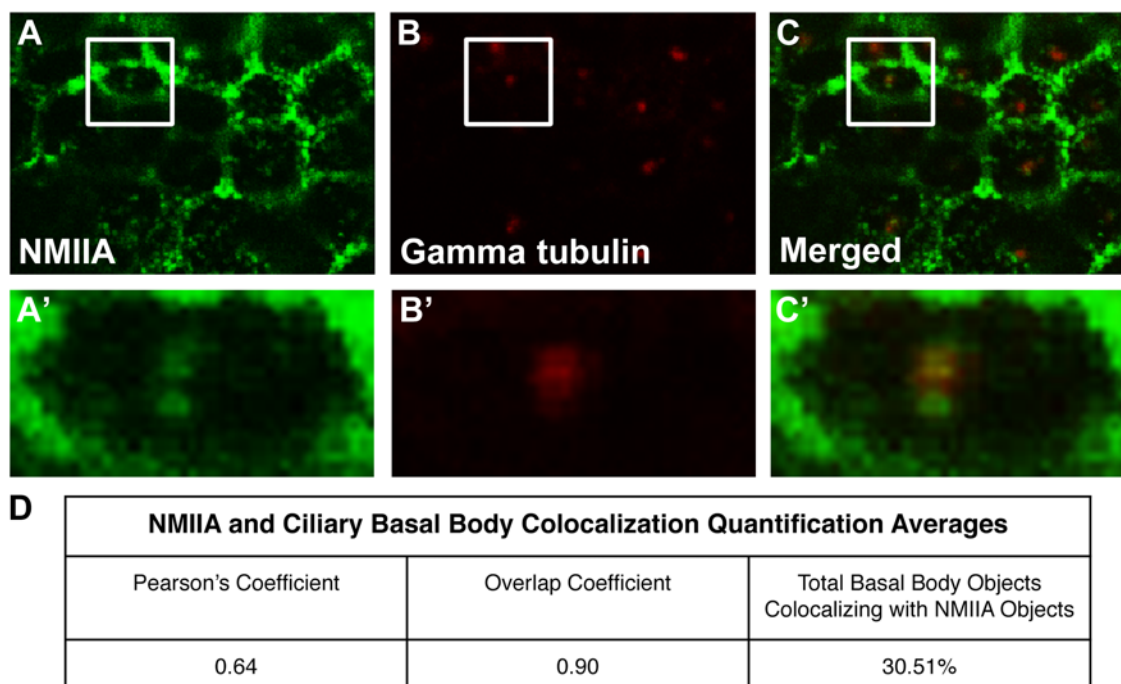 A
B
C
NMIIA
Gamma tubulin
Merged
A’
B’
C’
D
NMIIA and Ciliary Basal Body Colocalization Quantification Averages
Pearson’s Coefficient
Overlap Coefficient
Total Basal Body Objects
Colocalizing with NMIIA Objects
0.64
0.90
30.51%